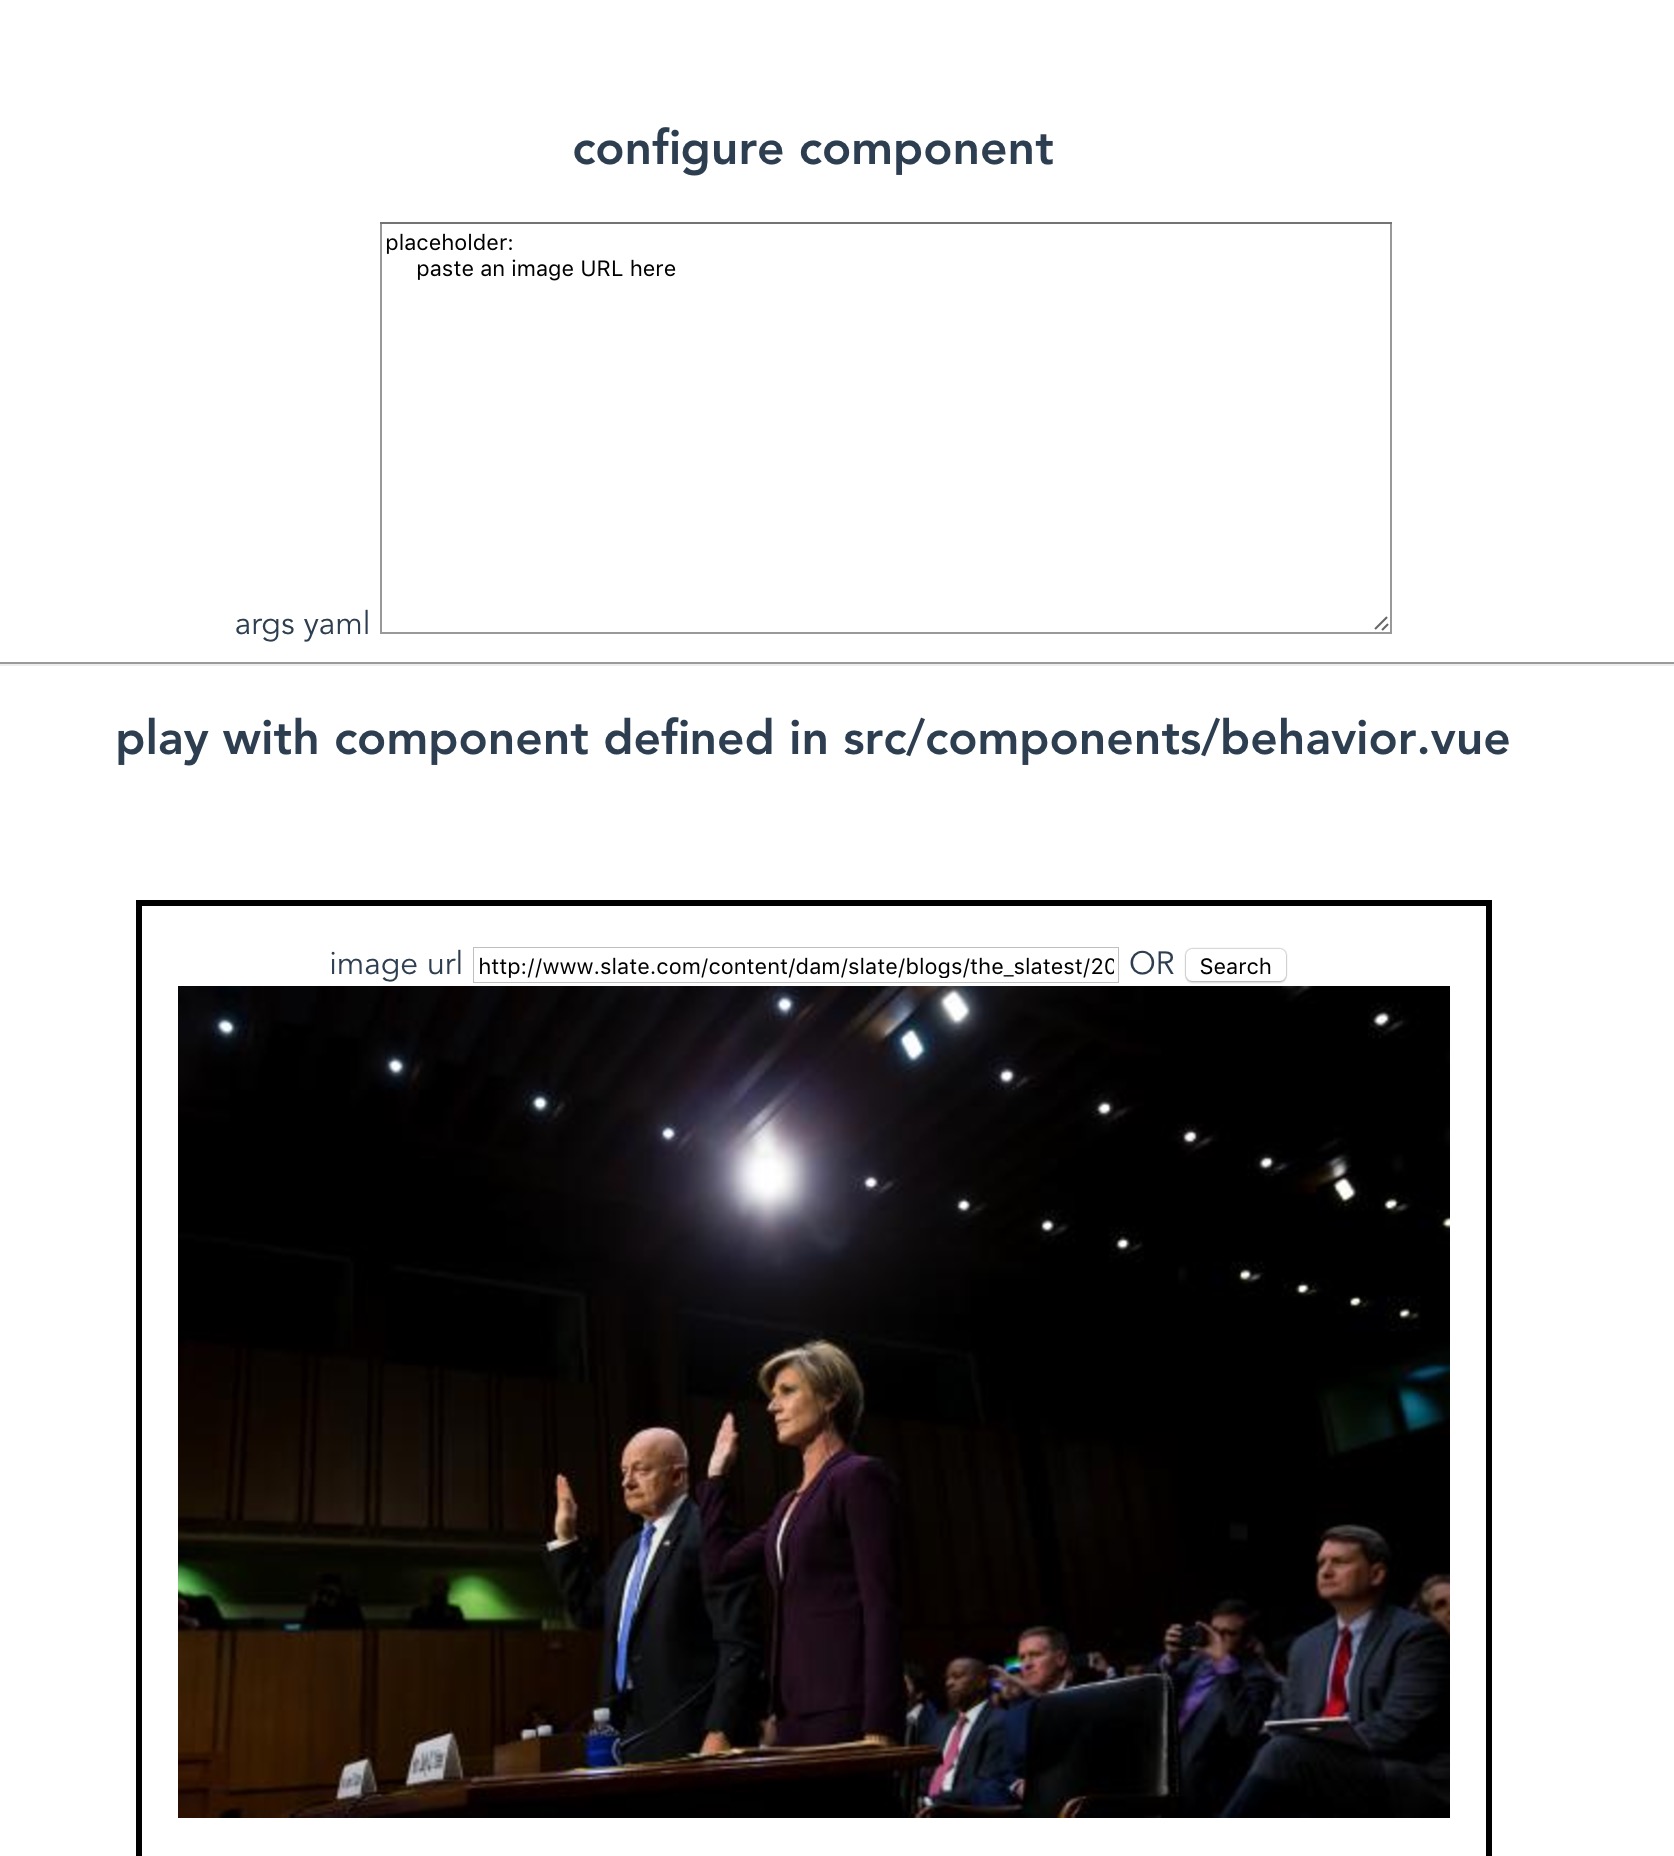 configure component
placeholder:
paste an image URL here
args yaml
play with component defined in src/components/behavior.vue
image url http://www.slate.com/content/dam/slate/blogs/the_slatest/20 OR Search